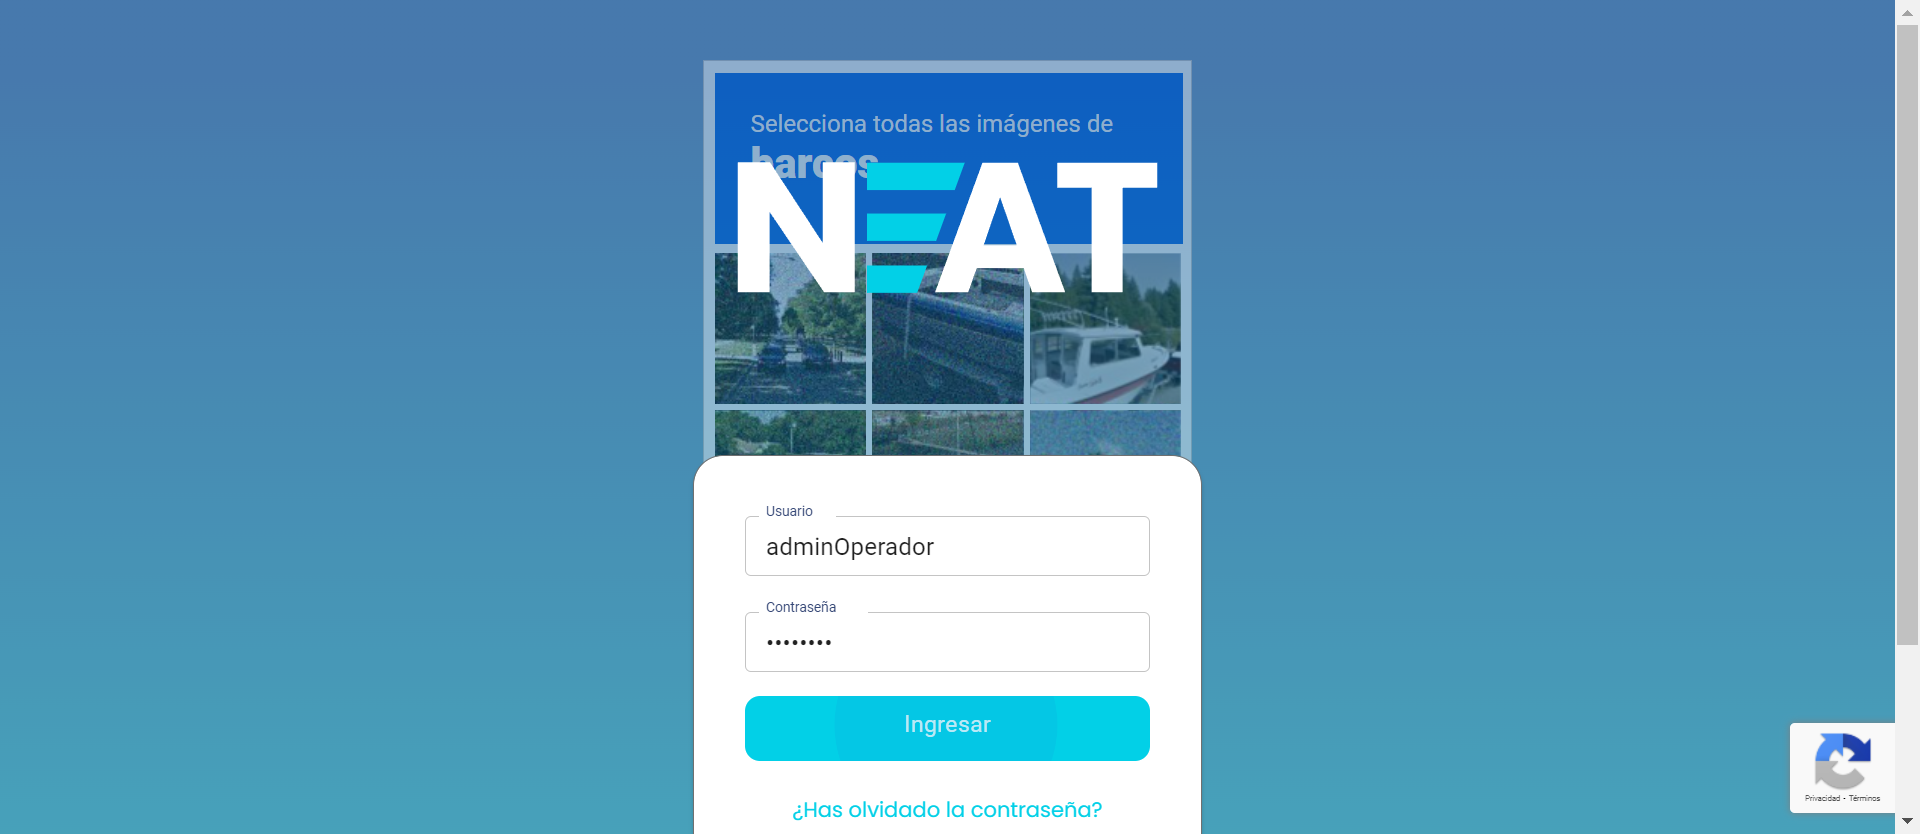 Selecciona todas las imágenes de
barcos
NEAT
Usuario
adminOperador
Contraseña
••••••••
Ingresar
¿Has olvidado la contraseña?
Privacidad - Términos